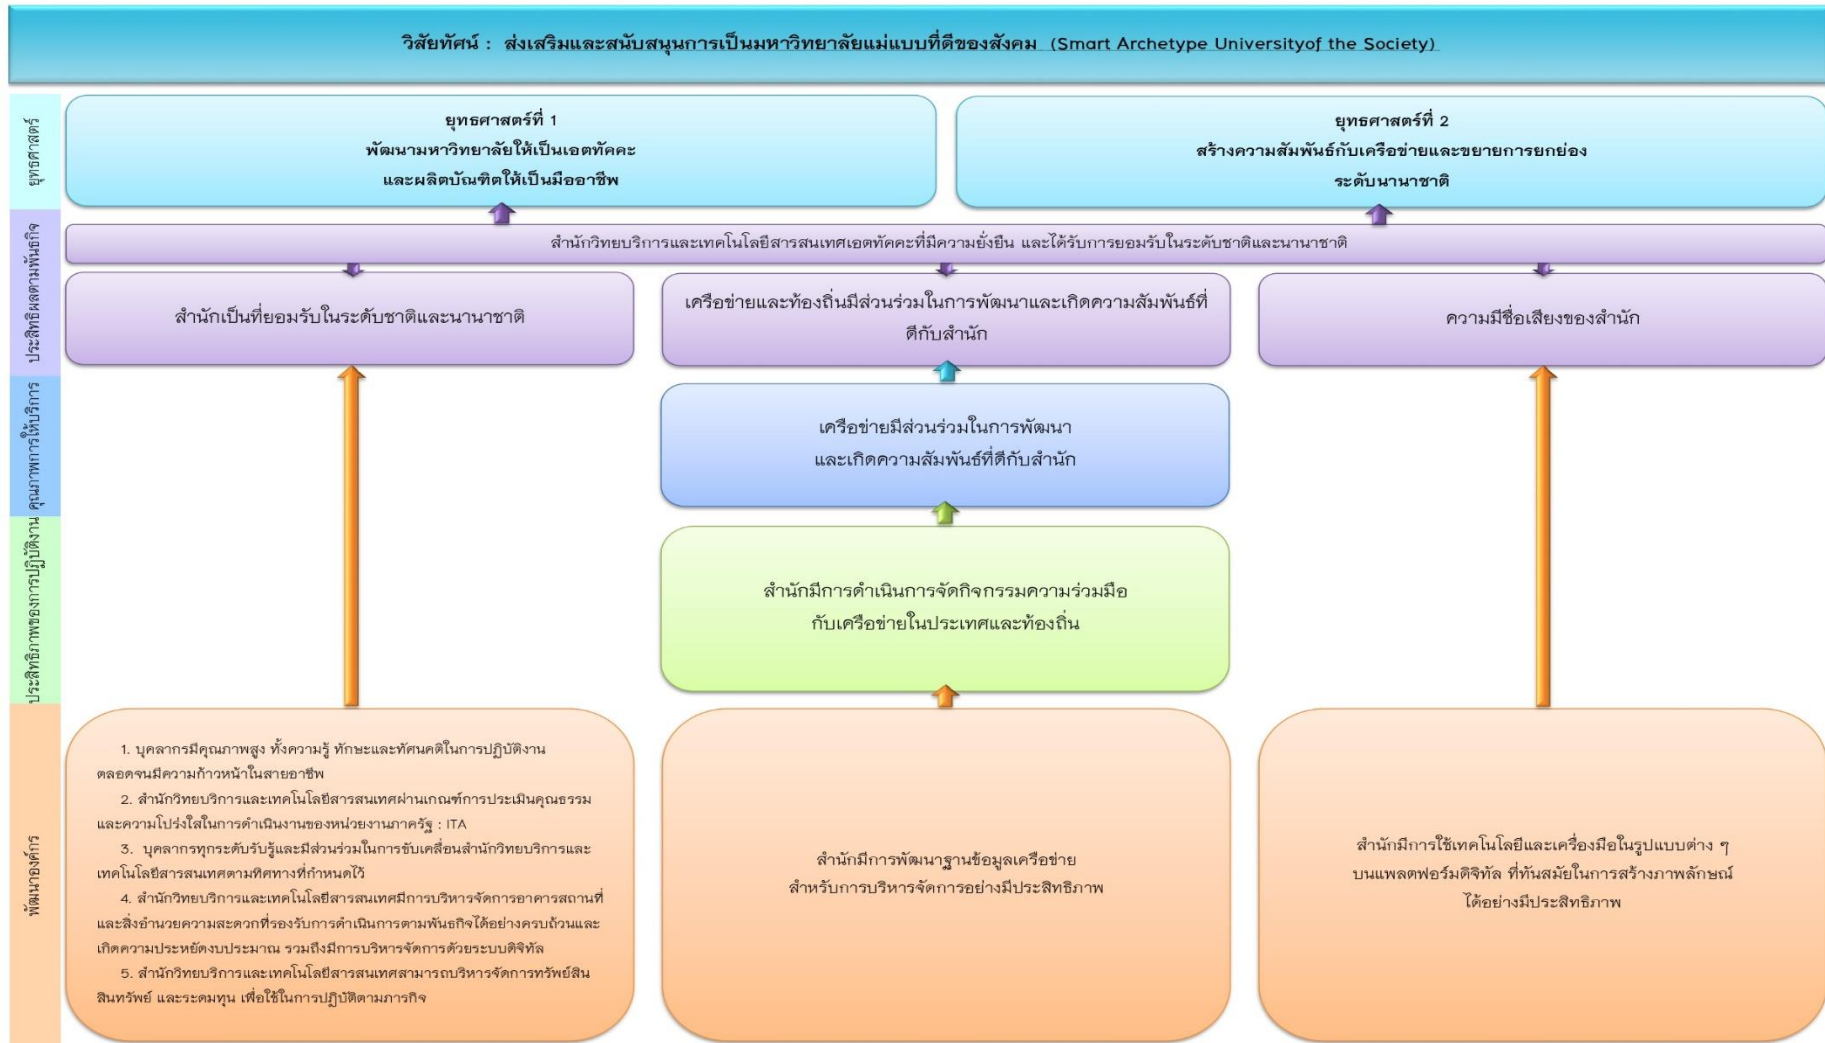 วิสัยทัศน์ : ส่งเสริมและสนับสนุนการเป็นมหาวิทยาลัยแม่แบบที่ดีของสังคม (Smart Archetype Universityof the Society)
ยุทธศาสตร์
ยุทธศาสตร์ที่ 1
พัฒนามหาวิทยาลัยให้เป็นเอตทัคคะ
และผลิตบัณฑิตให้เป็นมืออาชีพ
ยุทธศาสตร์ที่ 2
สร้างความสัมพันธ์กับเครือข่ายและขยายการยกย่อง
ระดับนานาชาติ
ประสิทธิผลตามพันธกิจ
สำนักวิทยบริการและเทคโนโลยีสารสนเทศเอตทัคคะที่มีความยั่งยืน และได้รับการยอมรับในระดับชาติและนานาชาติ
สำนักเป็นที่ยอมรับในระดับชาติและนานาชาติ
เครือข่ายและท้องถิ่นมีส่วนร่วมในการพัฒนาและเกิดความสัมพันธ์ที่
ดีกับสำนัก
ความมีชื่อเสียงของสำนัก
คุณภาพการให้บริการ
เครือข่ายมีส่วนร่วมในการพัฒนา
และเกิดความสัมพันธ์ที่ดีกับสำนัก
ประสิทธิภาพของการปฏิบัติงาน
สำนักมีการดำเนินการจัดกิจกรรมความร่วมมือ
กับเครือข่ายในประเทศและท้องถิ่น
พัฒนาองค์กร
1. บุคลากรมีคุณภาพสูง ทั้งความรู้ ทักษะและทัศนคติในการปฏิบัติงาน
ตลอดจนมีความก้าวหน้าในสายอาชีพ
2. สำนักวิทยบริการและเทคโนโลยีสารสนเทศผ่านเกณฑ์การประเมินคุณธรรม
และความโปร่งใสในการดำเนินงานของหน่วยงานภาครัฐ : ITA
3. บุคลากรทุกระดับรับรู้และมีส่วนร่วมในการขับเคลื่อนสำนักวิทยบริการและ
เทคโนโลยีสารสนเทศตามทิศทางที่กำหนดไว้
4. สำนักวิทยบริการและเทคโนโลยีสารสนเทศมีการบริหารจัดการอาคารสถานที่
และสิ่งอำนวยความสะดวกที่รองรับการดำเนินการตามพันธกิจได้อย่างครบถ้วนและ
เกิดความประหยัดงบประมาณ รวมถึงมีการบริหารจัดการด้วยระบบดิจิทัล
5. สำนักวิทยบริการและเทคโนโลยีสารสนเทศสามารถบริหารจัดการทรัพย์สิน
สินทรัพย์ และระดมทุน เพื่อใช้ในการปฏิบัติตามภารกิจ
สำนักมีการพัฒนาฐานข้อมูลเครือข่าย
สำหรับการบริหารจัดการอย่างมีประสิทธิภาพ
สำนักมีการใช้เทคโนโลยีและเครื่องมือในรูปแบบต่าง ๆ
บนแพลตฟอร์มดิจิทัล ที่ทันสมัยในการสร้างภาพลักษณ์
ได้อย่างมีประสิทธิภาพ